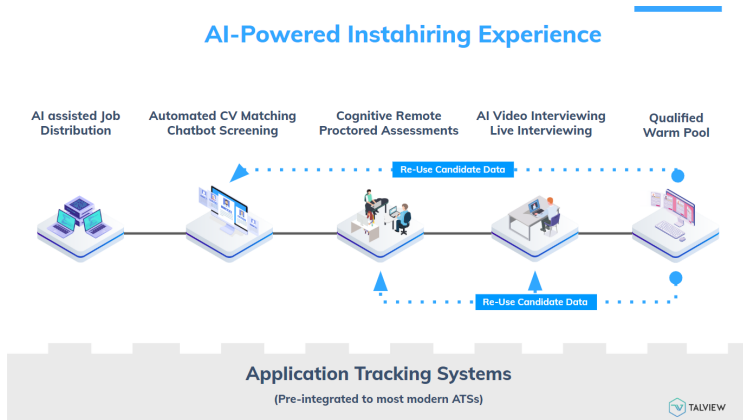 AI-Powered Instahiring Experience
AI assisted Job
Distribution
Automated CV Matching
Chatbot Screening
Cognitive Remote
Proctored Assessments
AI Video Interviewing
Live Interviewing
Qualified
Warm Pool
Re-Use Candidate Data
Re-Use Candidate Data
Application Tracking Systems
(Pre-integrated to most modern ATSs)
TALVIEW